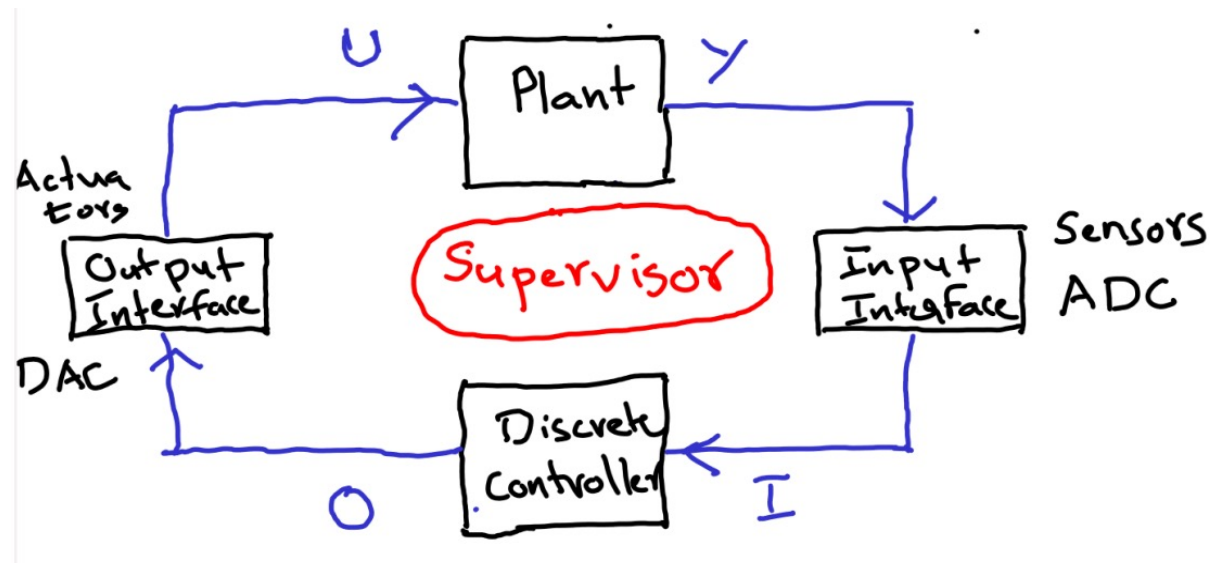 U
Plant
Y
Actua
tors
Output
Interface
Supervisor
Input
Interface
Sensors
ADC
DAC
Discrete
Controller
O
I